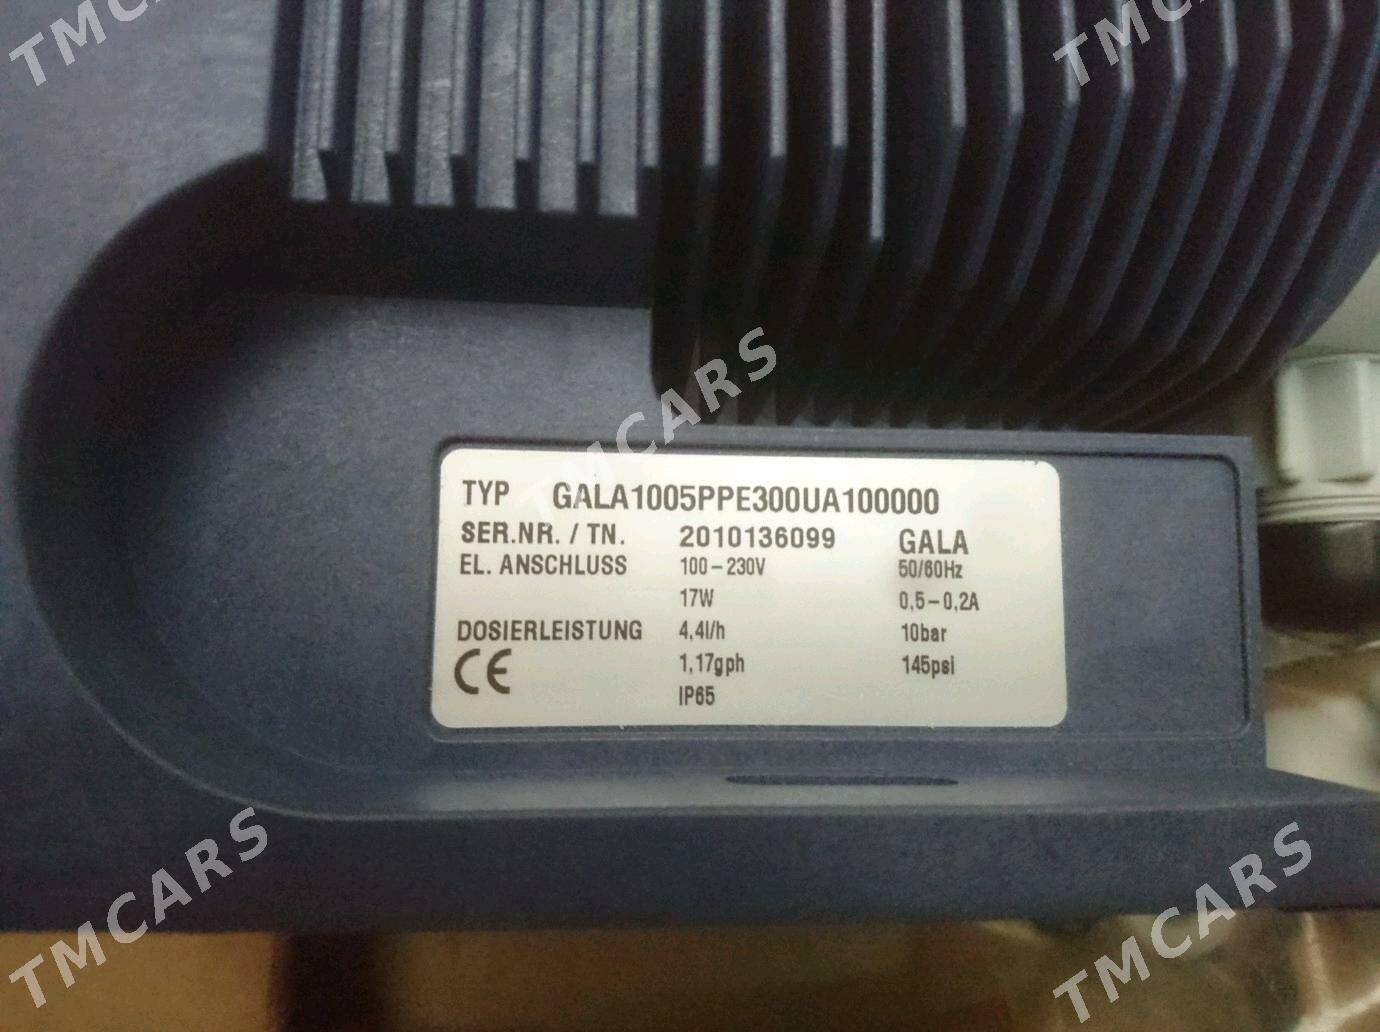 TMCARS
TMCARS
TMCARS
TYP GALA1005PPE300UA100000
SER.NR. / TN. 2010136099 GALA
EL. ANSCHLUSS 100-230V 50/60Hz
17W 0,5-0,2A
DOSIERLEISTUNG 4,4l/h 10bar
CE 1,17gph 145psi
IP65
TMCARS
TMCARS